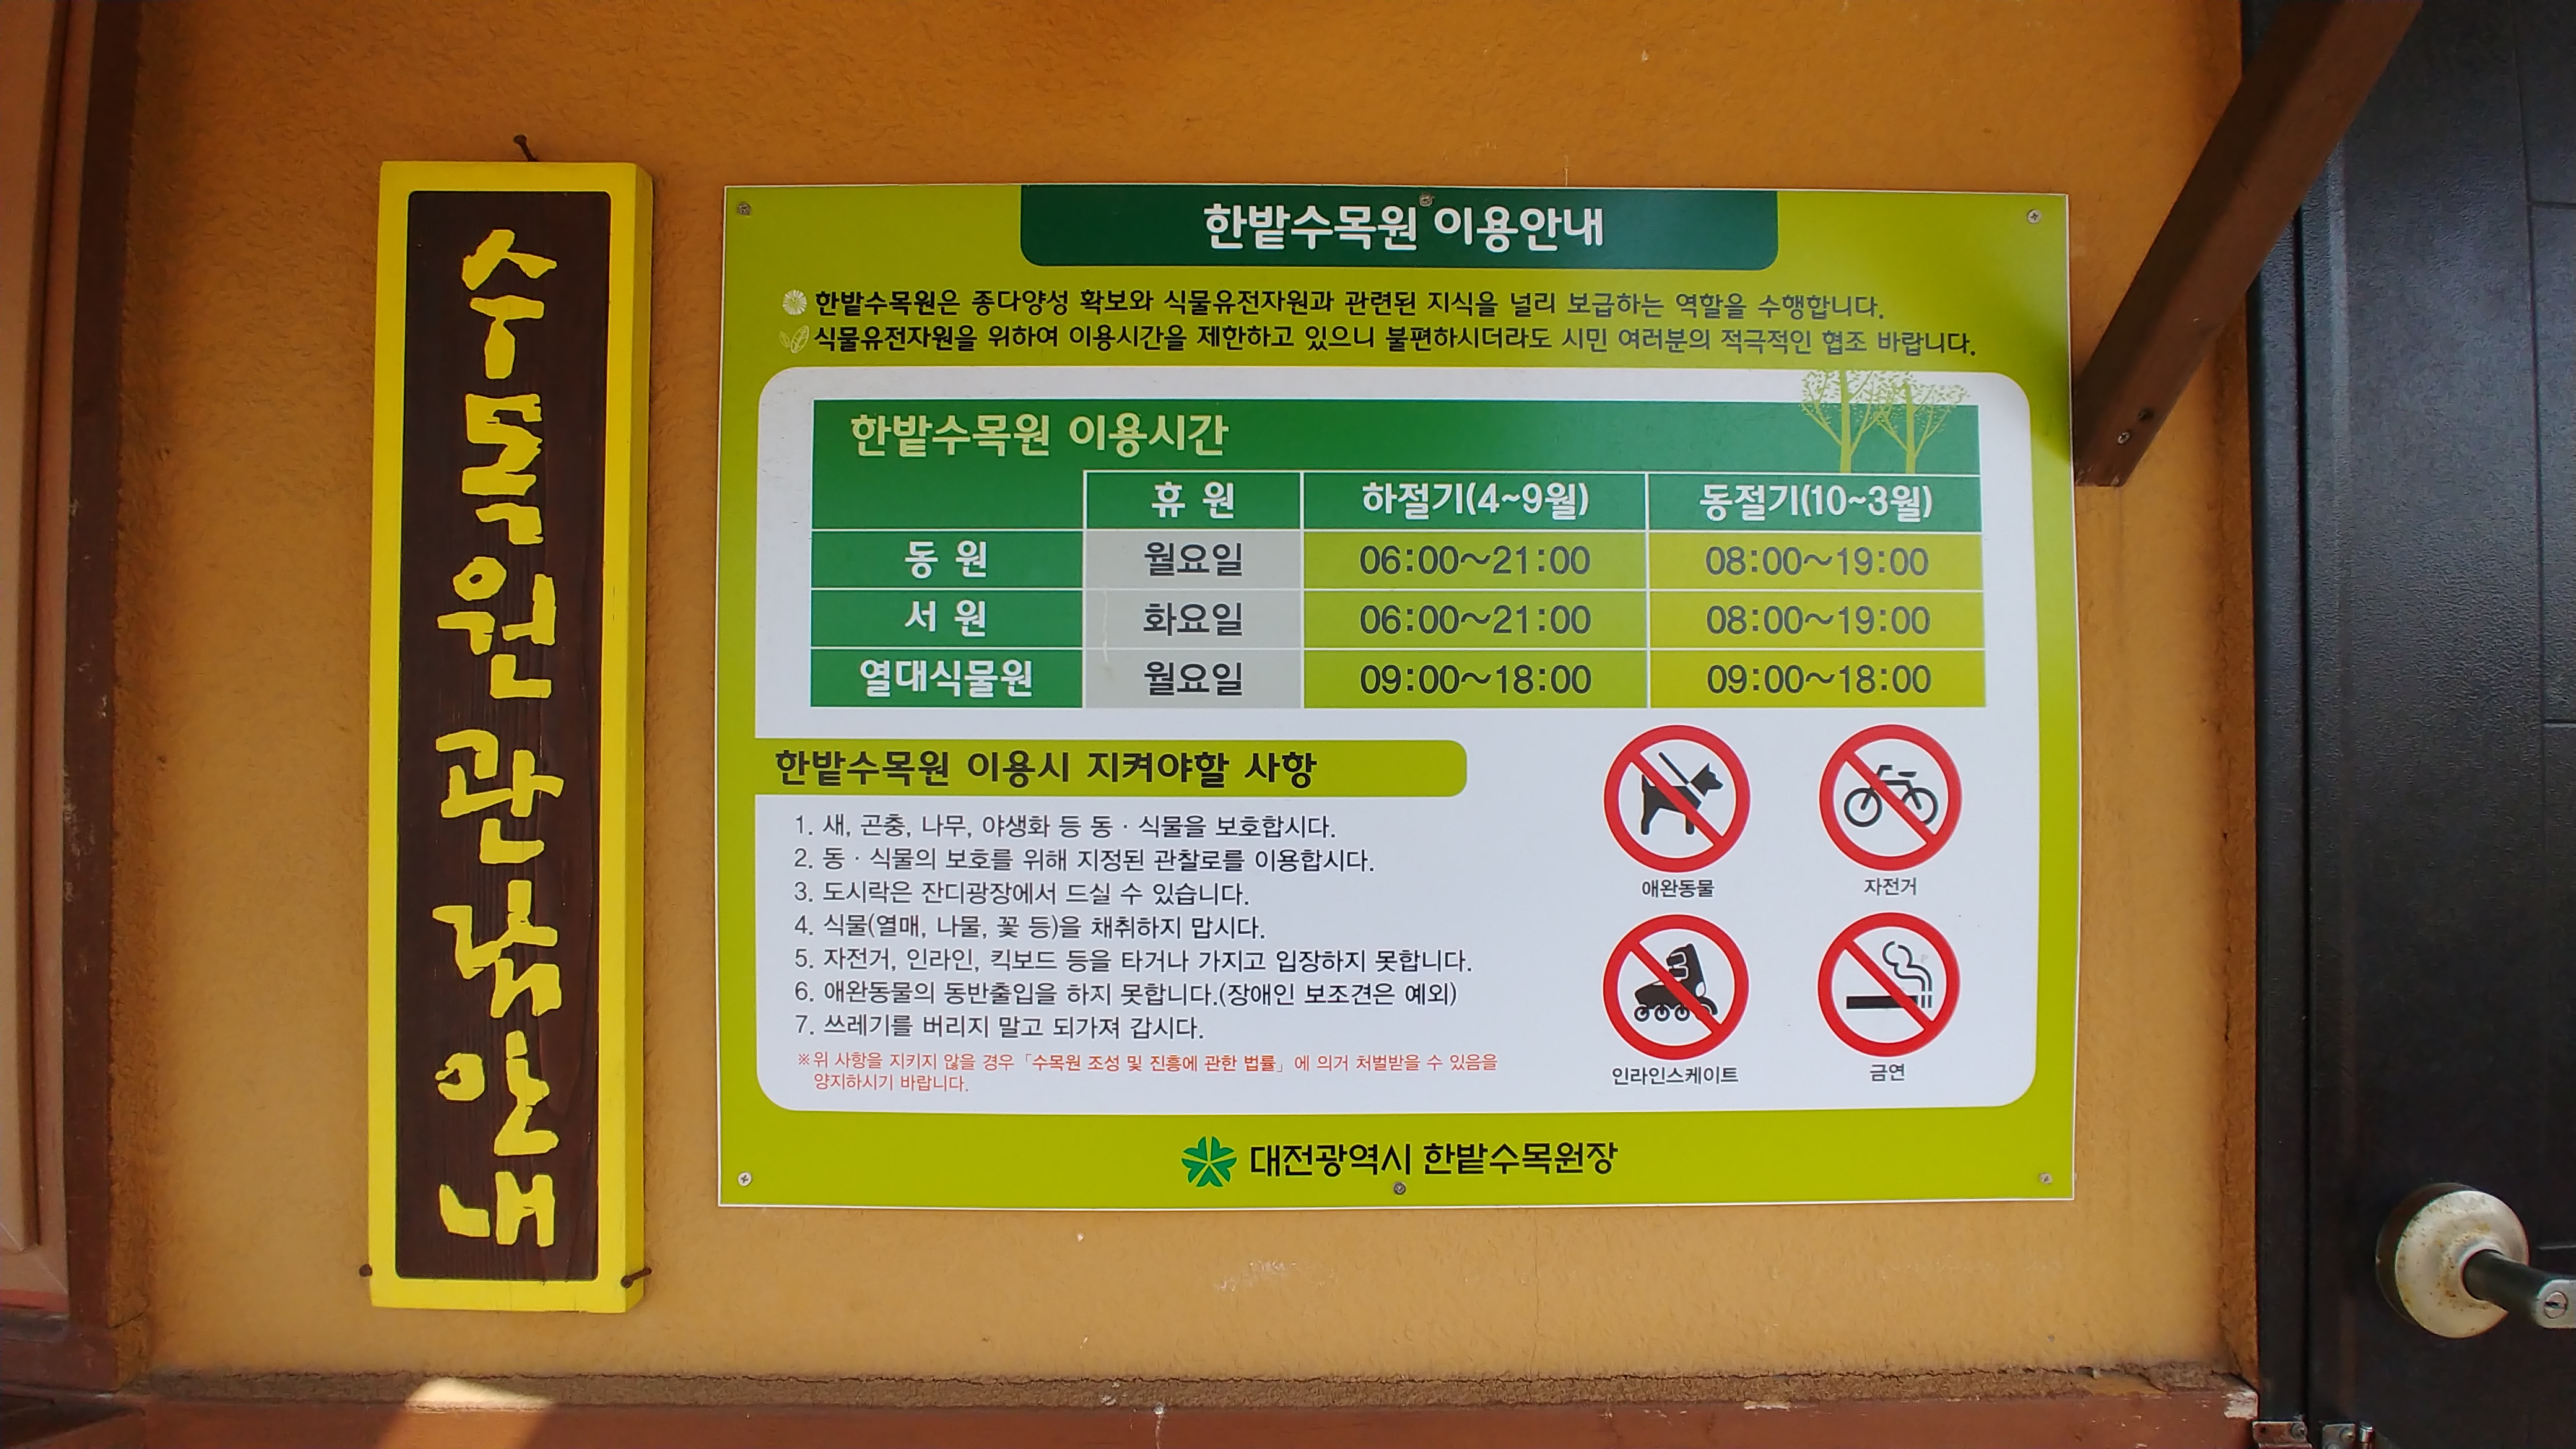 수목원관람안내
한밭수목원 이용안내
한밭수목원은 종다양성 확보와 식물유전자원과 관련된 지식을 널리 보급하는 역할을 수행합니다.
식물유전자원을 위하여 이용시간을 제한하고 있으니 불편하시더라도 시민 여러분의 적극적인 협조 바랍니다.
한밭수목원 이용시간
휴 원 하절기(4~9월) 동절기(10~3월)
동 원 월요일 06:00~21:00 08:00~19:00
서 원 화요일 06:00~21:00 08:00~19:00
열대식물원 월요일 09:00~18:00 09:00~18:00
한밭수목원 이용시 지켜야할 사항
1. 새, 곤충, 나무, 야생화 등 동 · 식물을 보호합시다.
2. 동 · 식물의 보호를 위해 지정된 관찰로를 이용합시다.
3. 도시락은 잔디광장에서 드실 수 있습니다.
4. 식물(열매, 나물, 꽃 등)을 채취하지 맙시다.
5. 자전거, 인라인, 킥보드 등을 타거나 가지고 입장하지 못합니다.
6. 애완동물의 동반출입을 하지 못합니다.(장애인 보조견은 예외)
7. 쓰레기를 버리지 말고 되가져 갑시다.
※위 사항을 지키지 않을 경우 「수목원 조성 및 진흥에 관한 법률」에 의거 처벌받을 수 있음을
양지하시기 바랍니다.
애완동물 자전거
인라인스케이트 금연
대전광역시 한밭수목원장